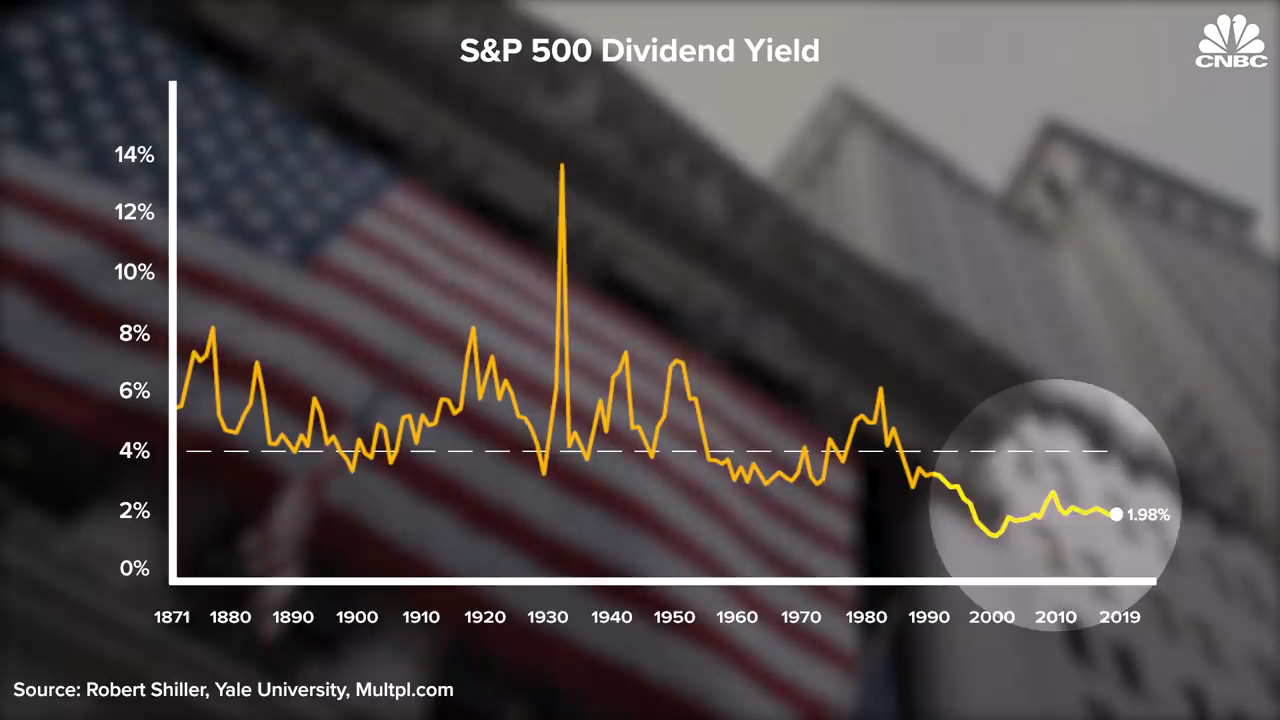 S&P 500 Dividend Yield
CNBC
14%
12%
10%
8%
6%
4%
2%
0%
1.98%
1871 1880 1890 1900 1910 1920 1930 1940 1950 1960 1970 1980 1990 2000 2010 2019
Source: Robert Shiller, Yale University, Multpl.com